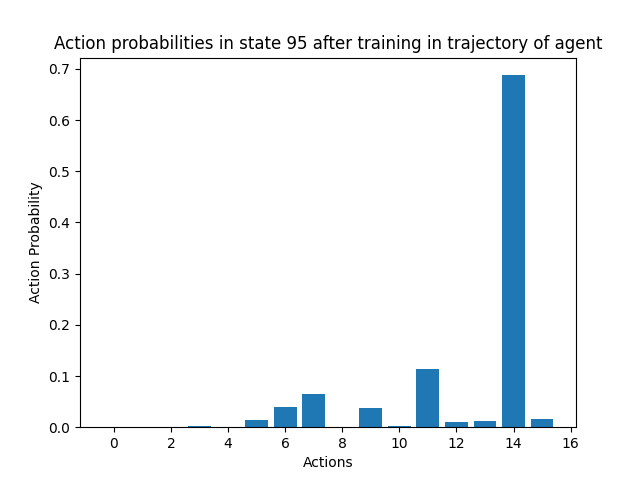 Action probabilities in state 95 after training in trajectory of agent
0.7
0.6
0.5
0.4
0.3
0.2
0.1
0.0
Action Probability
0 2 4 6 8 10 12 14 16
Actions